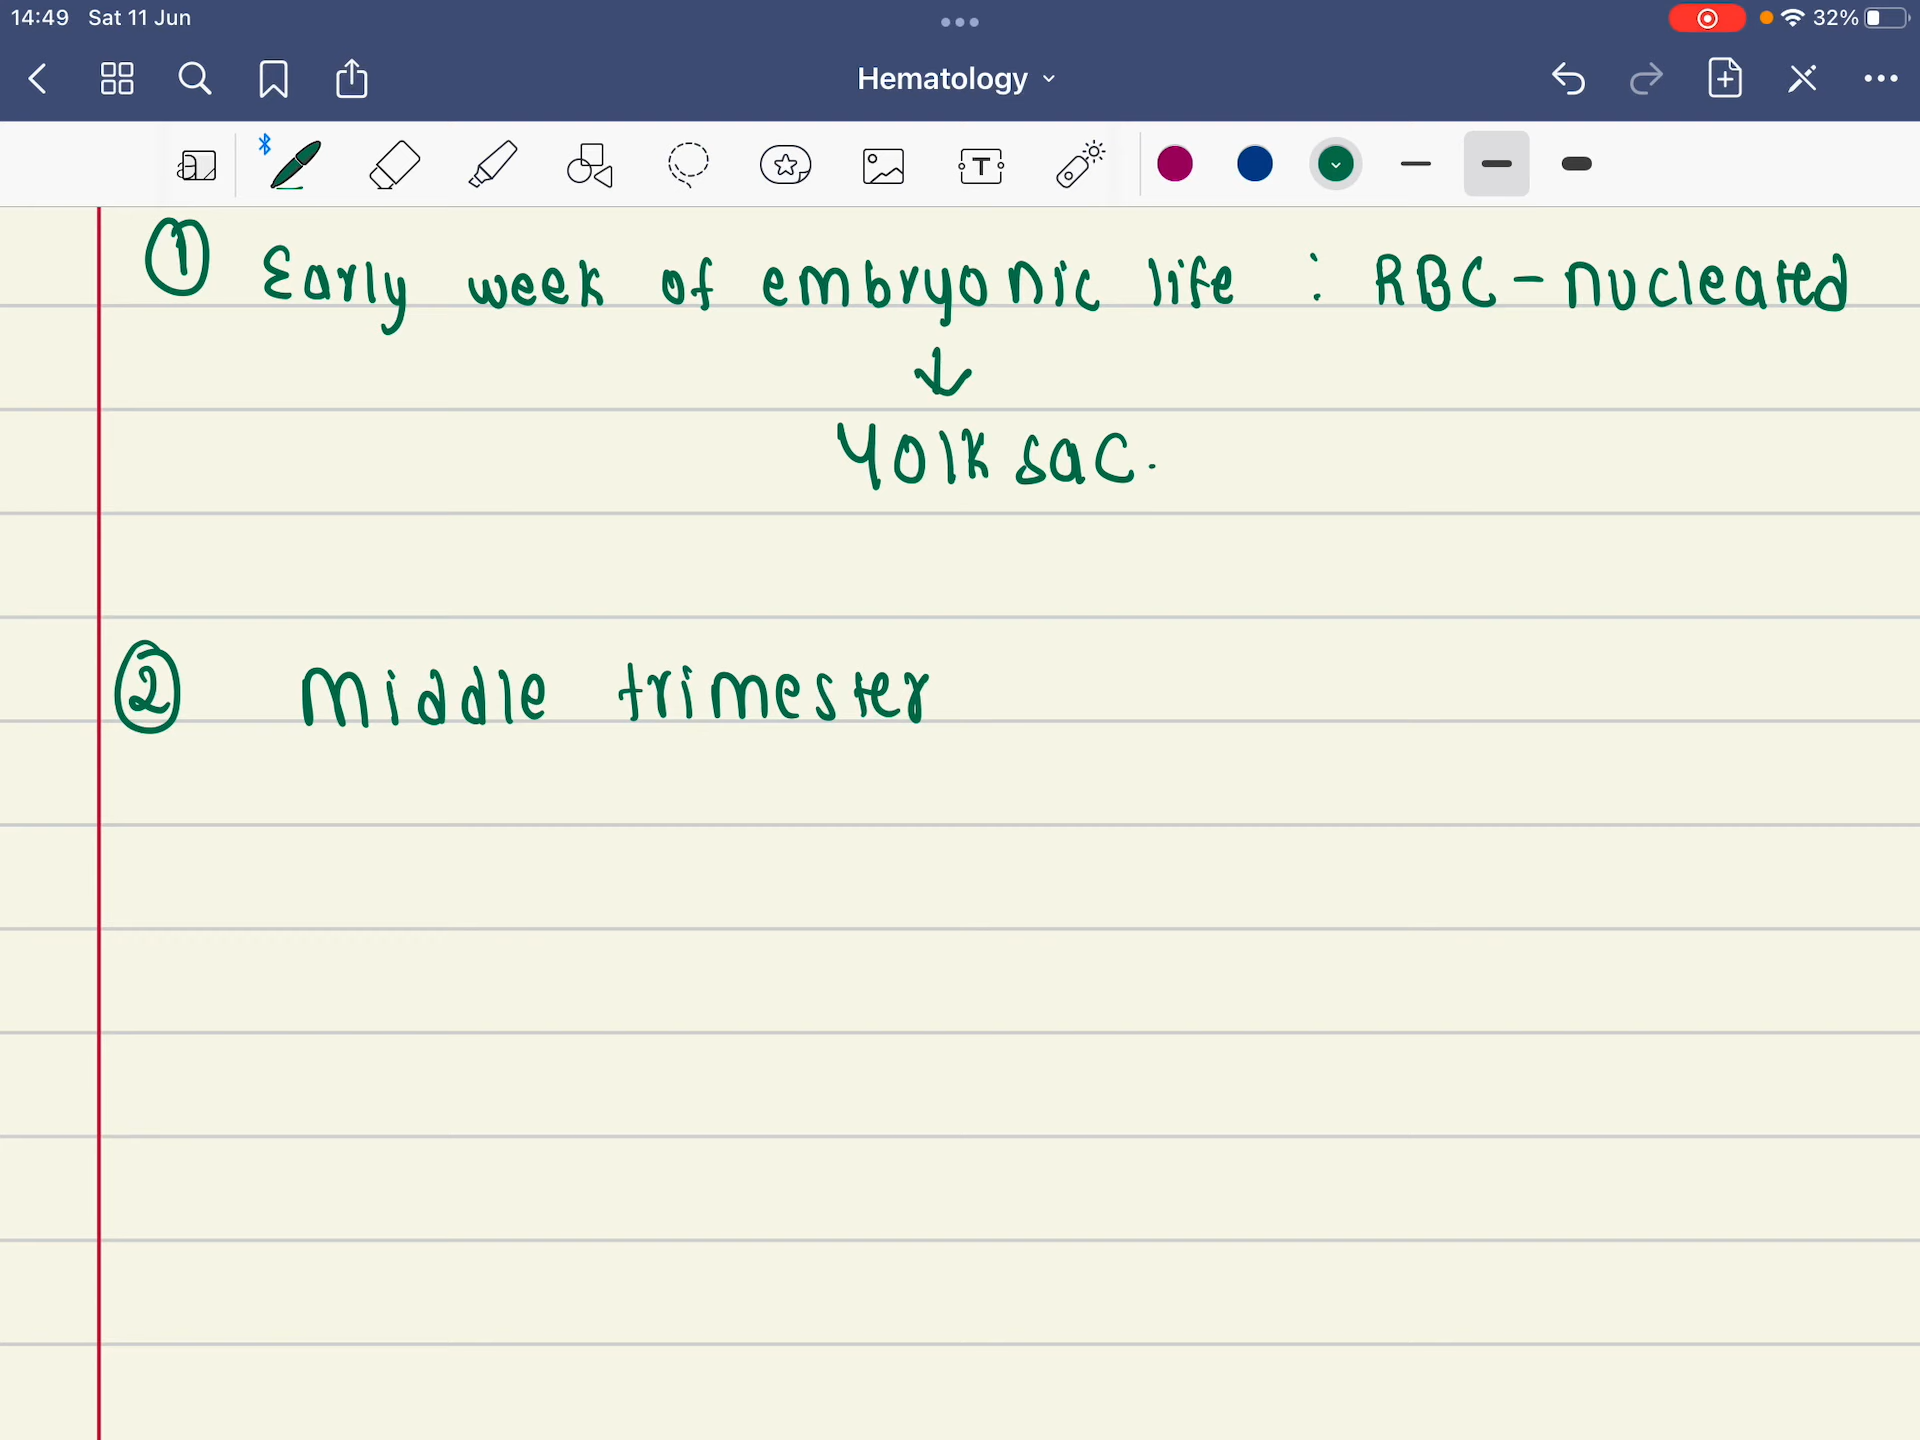 14:49 Sat 11 Jun 32%
Hematology
① Early week of embryonic life : RBC - nucleated
↓
Yolk sac.
② Middle trimester